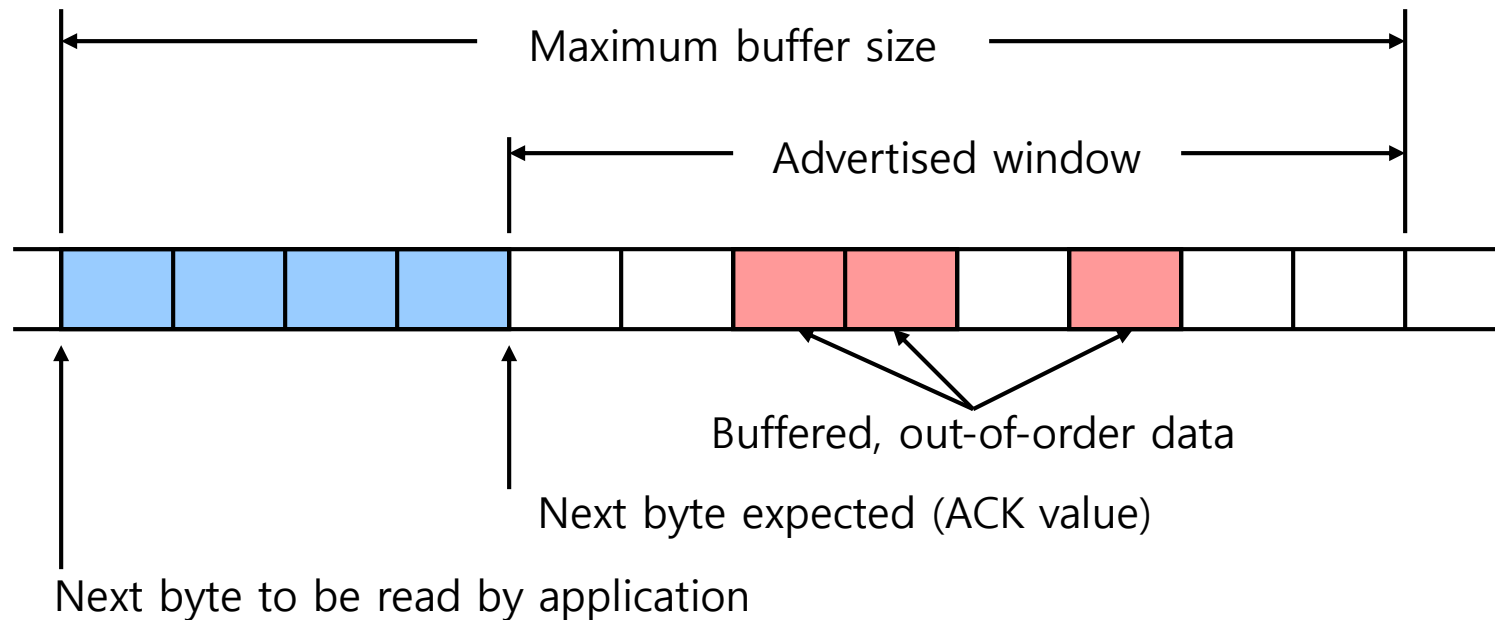 Maximum buffer size
Advertised window
Buffered, out-of-order data
Next byte expected (ACK value)
Next byte to be read by application